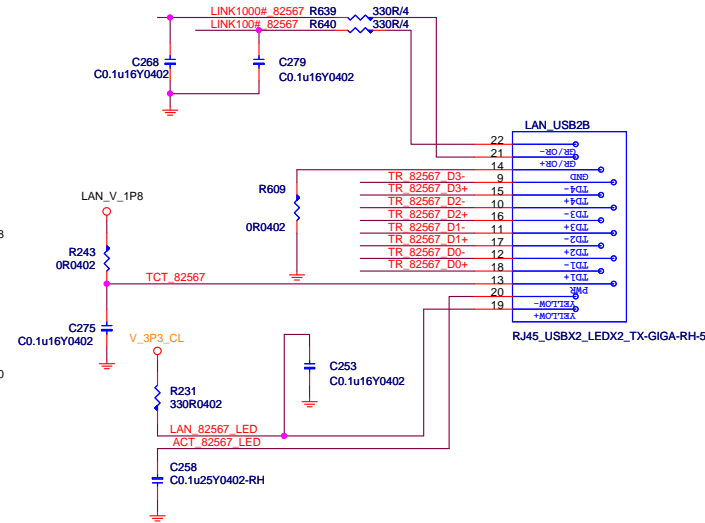 LINK1000#_82567 R639 330R/4
LINK100#_82567 R640 330R/4
C268
C0.1u16Y0402
C279
C0.1u16Y0402
LAN_USB2B
22
21
14
9
15
10
16
11
17
12
18
13
20
19
GR/OR-
GR/OR+
GND
TD4-
TD4+
TD3-
TD3+
TD2-
TD2+
TD1-
TD1+
PWR
YELLOW-
YELLOW+
TR_82567_D3-
TR_82567_D3+
TR_82567_D2-
TR_82567_D2+
TR_82567_D1-
TR_82567_D1+
TR_82567_D0-
TR_82567_D0+
R609
0R0402
LAN_V_1P8
3
R243
0R0402
TCT_82567
C275
C0.1u16Y0402
V_3P3_CL
RJ45_USBX2_LEDX2_TX-GIGA-RH-5
C253
C0.1u16Y0402
0
R231
330R0402
LAN_82567_LED
ACT_82567_LED
C258
C0.1u25Y0402-RH